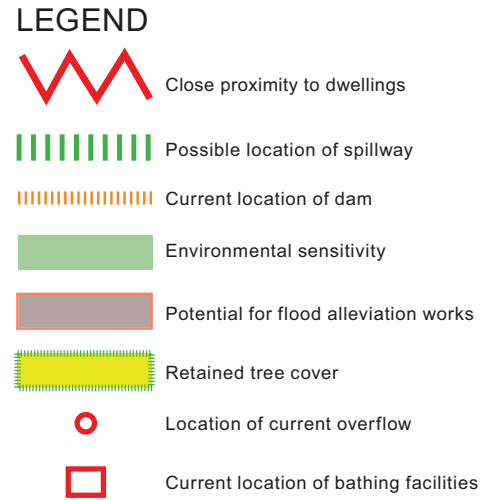 LEGEND
Close proximity to dwellings
Possible location of spillway
Current location of dam
Environmental sensitivity
Potential for flood alleviation works
Retained tree cover
Location of current overflow
Current location of bathing facilities